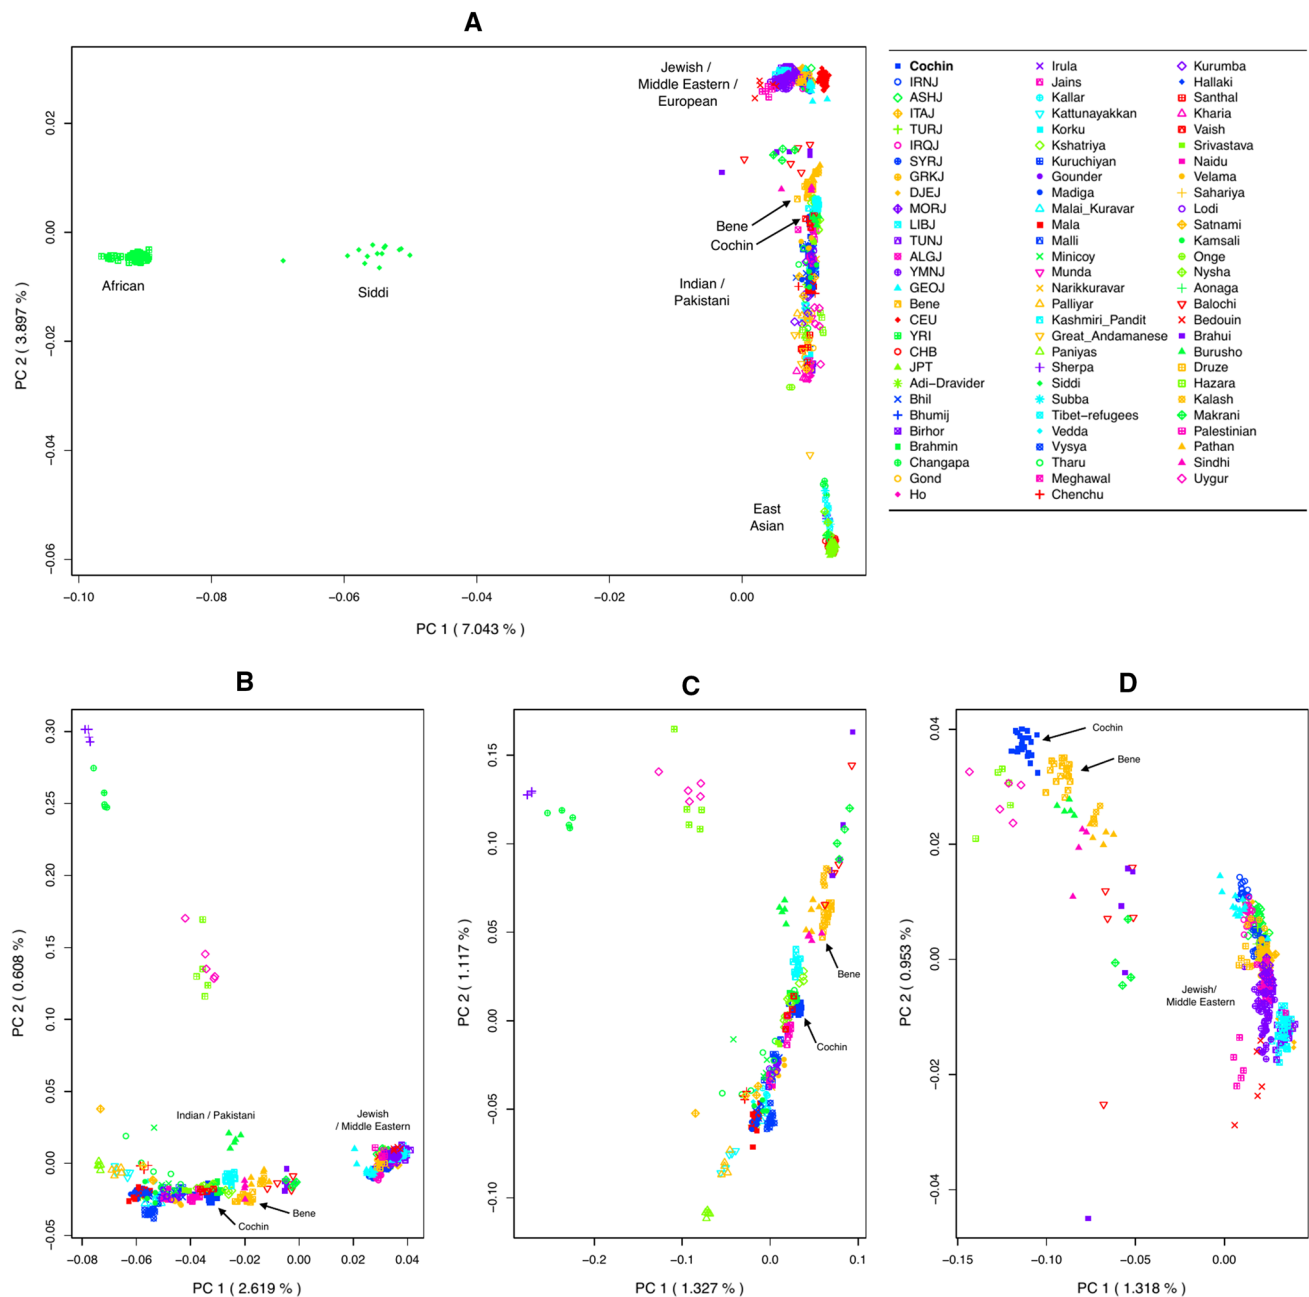 A
Jewish /
Middle Eastern /
European
Bene
Cochin
Indian /
Pakistani
African
Siddi
East
Asian
0.02
0.00
−0.02
−0.04
−0.06
PC 2 ( 3.897 % )
−0.10
−0.08
−0.06
−0.04
−0.02
0.00
PC 1 ( 7.043 % )
Cochin
IRNJ
ASHJ
ITAJ
TURJ
IRQJ
SYRJ
GRKJ
DJEJ
MORJ
LIBJ
TUNJ
ALGJ
YMNJ
GEOJ
Bene
CEU
YRI
CHB
JPT
Adi−Dravider
Bhil
Bhumij
Birhor
Brahmin
Changapa
Gond
Ho
Irula
Jains
Kallar
Kattunayakkan
Korku
Kshatriya
Kuruchiyan
Gounder
Madiga
Malai_Kuravar
Mala
Malli
Minicoy
Munda
Narikkuravar
Palliyar
Kashmiri_Pandit
Great_Andamanese
Paniyas
Sherpa
Siddi
Subba
Tibet−refugees
Vedda
Vysya
Tharu
Meghawal
Chenchu
Kurumba
Hallaki
Santhal
Kharia
Vaish
Srivastava
Naidu
Velama
Sahariya
Lodi
Satnami
Kamsali
Onge
Nysha
Aonaga
Balochi
Bedouin
Brahui
Burusho
Druze
Hazara
Kalash
Makrani
Palestinian
Pathan
Sindhi
Uygur
B
0.30
0.25
0.20
0.15
0.10
0.05
0.00
−0.05
PC 2 ( 0.608 % )
Indian / Pakistani
Jewish
/ Middle Eastern
Bene
Cochin
−0.08
−0.06
−0.04
−0.02
0.00
0.02
0.04
PC 1 ( 2.619 % )
C
0.15
0.10
0.05
0.00
−0.05
−0.10
PC 2 ( 1.117 % )
Bene
Cochin
−0.2
−0.1
0.0
0.1
PC 1 ( 1.327 % )
D
0.04
0.02
0.00
−0.02
−0.04
PC 2 ( 0.953 % )
Cochin
Bene
Jewish/
Middle Eastern
−0.15
−0.10
−0.05
0.00
PC 1 ( 1.318 % )